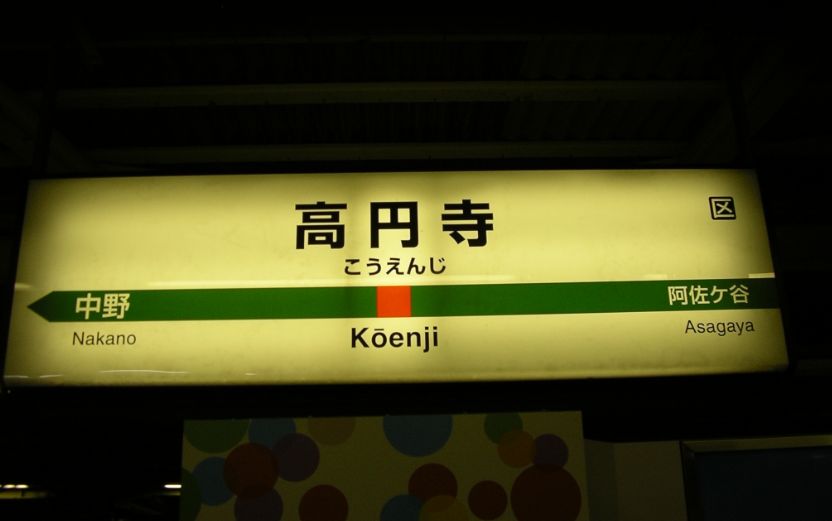 高円寺
区
こうえんじ
中野
阿佐ケ谷
Nakano
Kōenji
Asagaya